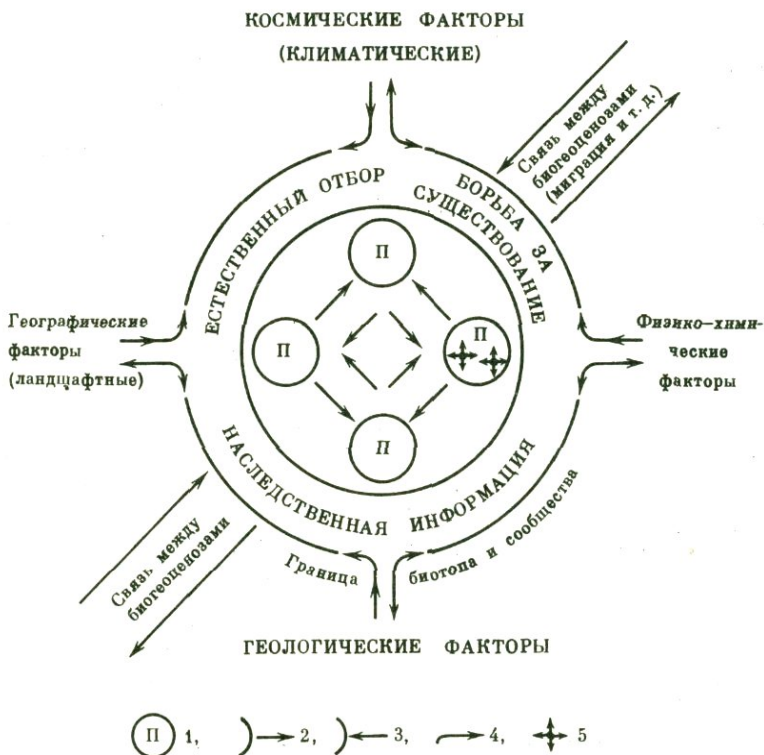 КОСМИЧЕСКИЕ ФАКТОРЫ
(КЛИМАТИЧЕСКИЕ)
Связь между
биогеоценозами
(миграция и т. д.)
ЕСТЕСТВЕННЫЙ ОТБОР
БОРЬБА ЗА
СУЩЕСТВОВАНИЕ
П
Географические
факторы
(ландшафтные)
П
П
Физико-хими-
ческие
факторы
П
НАСЛЕДСТВЕННАЯ ИНФОРМАЦИЯ
Связь между
биогеоценозами
Граница биотопа и сообщества
ГЕОЛОГИЧЕСКИЕ ФАКТОРЫ
П 1, 2, 3, 4, 5